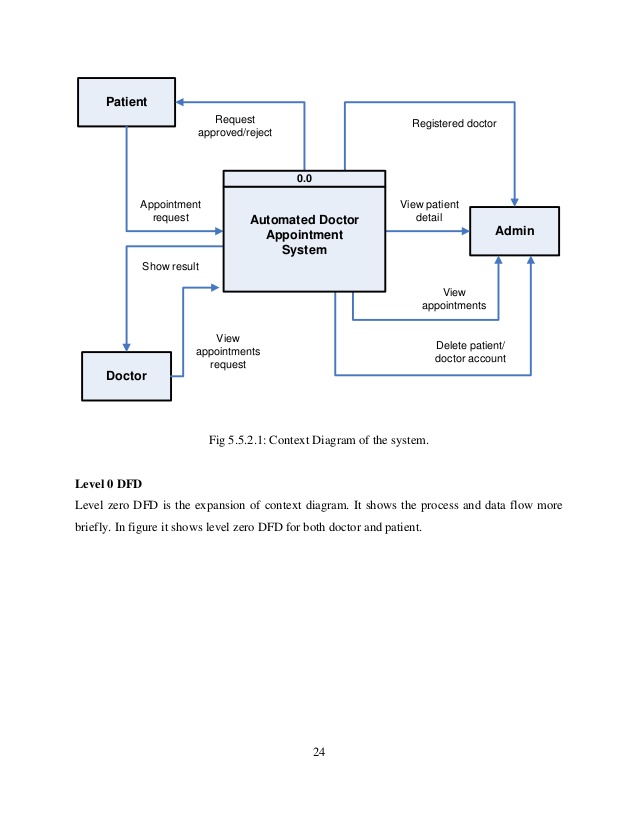 Patient
Request
approved/reject
Registered doctor
0.0
Appointment
request
Automated Doctor
Appointment
System
View patient
detail
Admin
Show result
View
appointments
View
appointments
request
Delete patient/
doctor account
Doctor
Fig 5.5.2.1: Context Diagram of the system.
Level 0 DFD
Level zero DFD is the expansion of context diagram. It shows the process and data flow more
briefly. In figure it shows level zero DFD for both doctor and patient.
24